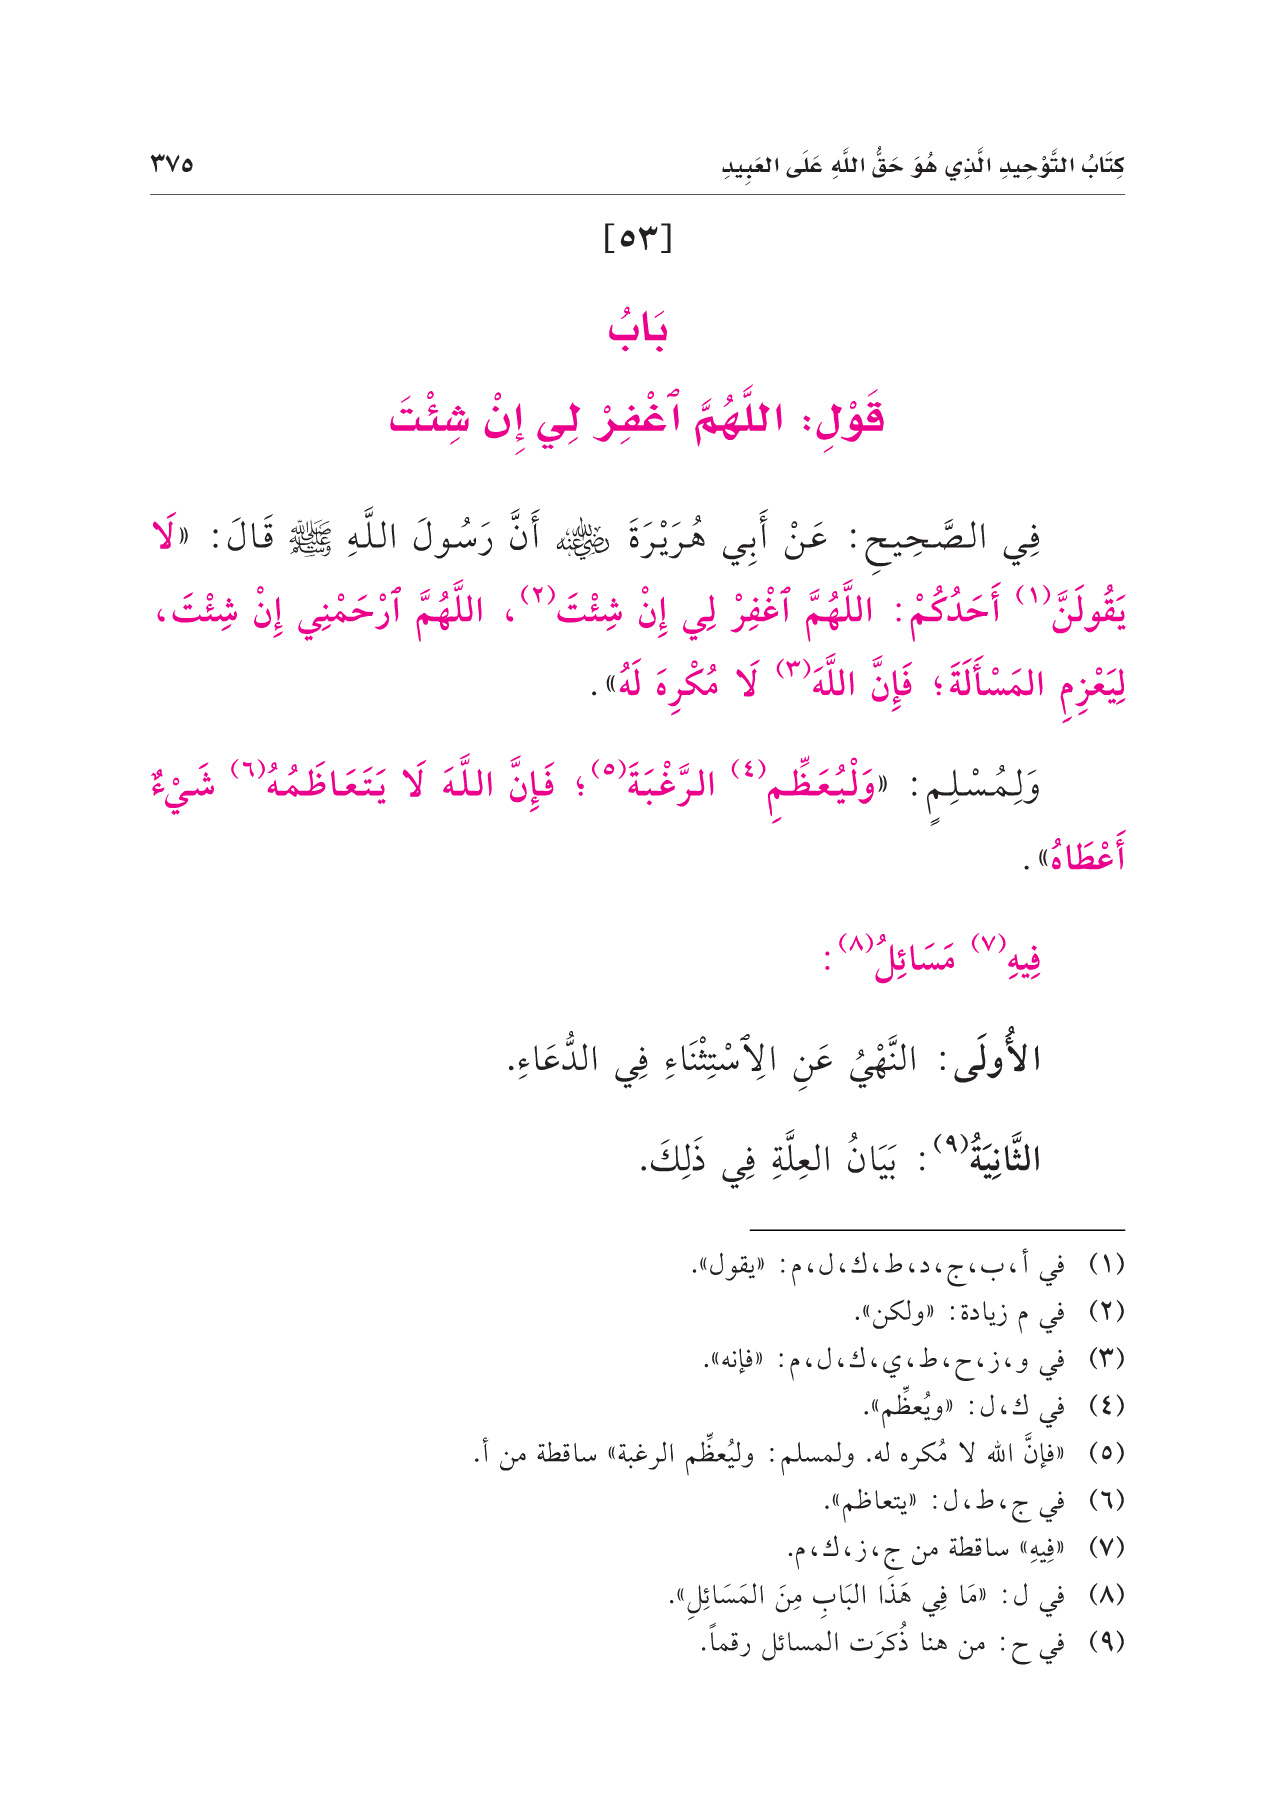 كِتَابُ التَّوْحِيدِ الَّذِي هُوَ حَقُّ اللَّهِ عَلَى العَبِيدِ ٣٧٥
[٥٣]
بَابُ
قَوْلِ: اللَّهُمَّ ٱغْفِرْ لِي إِنْ شِئْتَ
فِي الصَّحِيحِ: عَنْ أَبِي هُرَيْرَةَ رضي الله عنه أَنَّ رَسُولَ اللَّهِ ﷺ قَالَ: «لَا
يَقُولَنَّ(١) أَحَدُكُمْ: اللَّهُمَّ ٱغْفِرْ لِي إِنْ شِئْتَ(٢)، اللَّهُمَّ ٱرْحَمْنِي إِنْ شِئْتَ،
لِيَعْزِمِ المَسْأَلَةَ؛ فَإِنَّ اللَّهَ(٣) لَا مُكْرِهَ لَهُ».
وَلِمُسْلِمٍ: «وَلْيُعَظِّمِ(٤) الرَّغْبَةَ(٥)؛ فَإِنَّ اللَّهَ لَا يَتَعَاظَمُهُ(٦) شَيْءٌ
أَعْطَاهُ».
فِيهِ(٧) مَسَائِلُ(٨):
الأُولَى: النَّهْيُ عَنِ الِٱسْتِثْنَاءِ فِي الدُّعَاءِ.
الثَّانِيَةُ(٩): بَيَانُ العِلَّةِ فِي ذَلِكَ.
(١) في أ، ب، ج، د، ط، ك، ل، م: «يقول».
(٢) في م زيادة: «ولكن».
(٣) في و، ز، ح، ط، ي، ك، ل، م: «فإنه».
(٤) في ك، ل: «ويُعظِّم».
(٥) «فإنَّ الله لا مُكره له. ولمسلم: وليُعظِّم الرغبة» ساقطة من أ.
(٦) في ج، ط، ل: «يتعاظم».
(٧) «فِيهِ» ساقطة من ج، ز، ك، م.
(٨) في ل: «مَا فِي هَذَا البَابِ مِنَ المَسَائِلِ».
(٩) في ح: من هنا ذُكرَت المسائل رقماً.